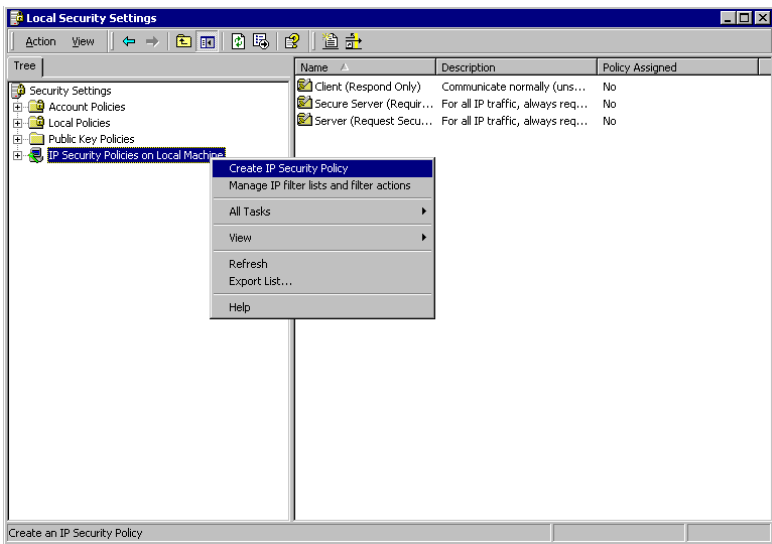 Local Security Settings
Action View
Tree
Name Description Policy Assigned
Security Settings
Account Policies
Local Policies
Public Key Policies
IP Security Policies on Local Machine
Client (Respond Only) Communicate normally (uns... No
Secure Server (Requir... For all IP traffic, always req... No
Server (Request Secu... For all IP traffic, always req... No
Create IP Security Policy
Manage IP filter lists and filter actions
All Tasks
View
Refresh
Export List...
Help
Create an IP Security Policy